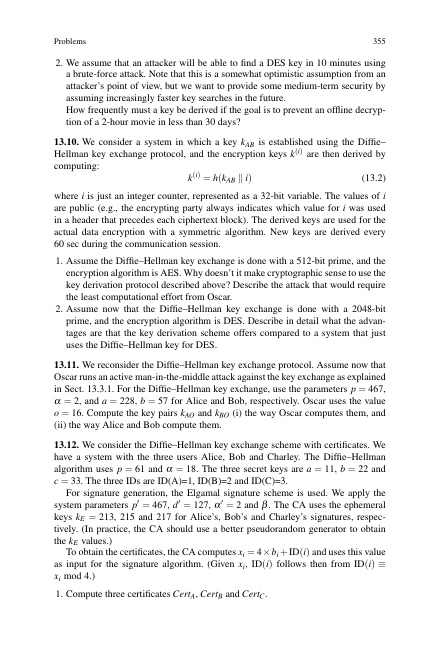 Problems 355
2. We assume that an attacker will be able to find a DES key in 10 minutes using
a brute-force attack. Note that this is a somewhat optimistic assumption from an
attacker's point of view, but we want to provide some medium-term security by
assuming increasingly faster key searches in the future.
How frequently must a key be derived if the goal is to prevent an offline decryp-
tion of a 2-hour movie in less than 30 days?
13.10. We consider a system in which a key k_AB is established using the Diffie–
Hellman key exchange protocol, and the encryption keys k^(i) are then derived by
computing:
k^(i) = h(k_AB ∥ i) (13.2)
where i is just an integer counter, represented as a 32-bit variable. The values of i
are public (e.g., the encrypting party always indicates which value for i was used
in a header that precedes each ciphertext block). The derived keys are used for the
actual data encryption with a symmetric algorithm. New keys are derived every
60 sec during the communication session.
1. Assume the Diffie–Hellman key exchange is done with a 512-bit prime, and the
encryption algorithm is AES. Why doesn't it make cryptographic sense to use the
key derivation protocol described above? Describe the attack that would require
the least computational effort from Oscar.
2. Assume now that the Diffie–Hellman key exchange is done with a 2048-bit
prime, and the encryption algorithm is DES. Describe in detail what the advan-
tages are that the key derivation scheme offers compared to a system that just
uses the Diffie–Hellman key for DES.
13.11. We reconsider the Diffie–Hellman key exchange protocol. Assume now that
Oscar runs an active man-in-the-middle attack against the key exchange as explained
in Sect. 13.3.1. For the Diffie–Hellman key exchange, use the parameters p = 467,
α = 2, and a = 228, b = 57 for Alice and Bob, respectively. Oscar uses the value
o = 16. Compute the key pairs k_AO and k_BO (i) the way Oscar computes them, and
(ii) the way Alice and Bob compute them.
13.12. We consider the Diffie–Hellman key exchange scheme with certificates. We
have a system with the three users Alice, Bob and Charley. The Diffie–Hellman
algorithm uses p = 61 and α = 18. The three secret keys are a = 11, b = 22 and
c = 33. The three IDs are ID(A)=1, ID(B)=2 and ID(C)=3.
For signature generation, the Elgamal signature scheme is used. We apply the
system parameters p′ = 467, d′ = 127, α′ = 2 and β. The CA uses the ephemeral
keys k_E = 213, 215 and 217 for Alice's, Bob's and Charley's signatures, respec-
tively. (In practice, the CA should use a better pseudorandom generator to obtain
the k_E values.)
To obtain the certificates, the CA computes x_i = 4 × b_i + ID(i) and uses this value
as input for the signature algorithm. (Given x_i, ID(i) follows then from ID(i) ≡
x_i mod 4.)
1. Compute three certificates Cert_A, Cert_B and Cert_C.